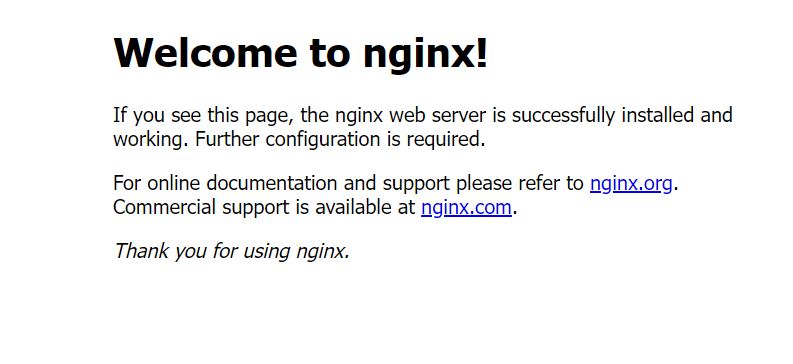 Welcome to nginx!
If you see this page, the nginx web server is successfully installed and
working. Further configuration is required.
For online documentation and support please refer to nginx.org.
Commercial support is available at nginx.com.
Thank you for using nginx.